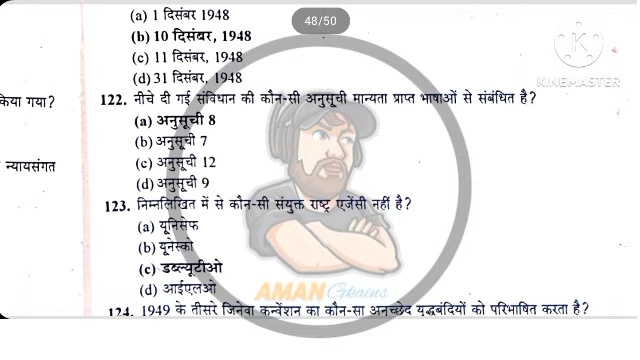 (a) 1 दिसंबर 1948
48/50
(b) 10 दिसंबर, 1948
(c) 11 दिसंबर, 1948
(d) 31 दिसंबर, 1948
KINEMASTER
किया गया?
122. नीचे दी गई संविधान की कौन-सी अनुसूची मान्यता प्राप्त भाषाओं से संबंधित है?
(a) अनुसूची 8
(b) अनुसूची 7
न्यायसंगत
(c) अनुसूची 12
(d) अनुसूची 9
123. निम्नलिखित में से कौन-सी संयुक्त राष्ट्र एजेंसी नहीं है?
(a) यूनिसेफ
(b) यूनेस्को
(c) डब्ल्यूटीओ
(d) आईएलओ
AMAN Gkains
124. 1949 के तीसरे जिनेवा कन्वेंशन का कौन-सा अनुच्छेद युद्धबंदियों को परिभाषित करता है?